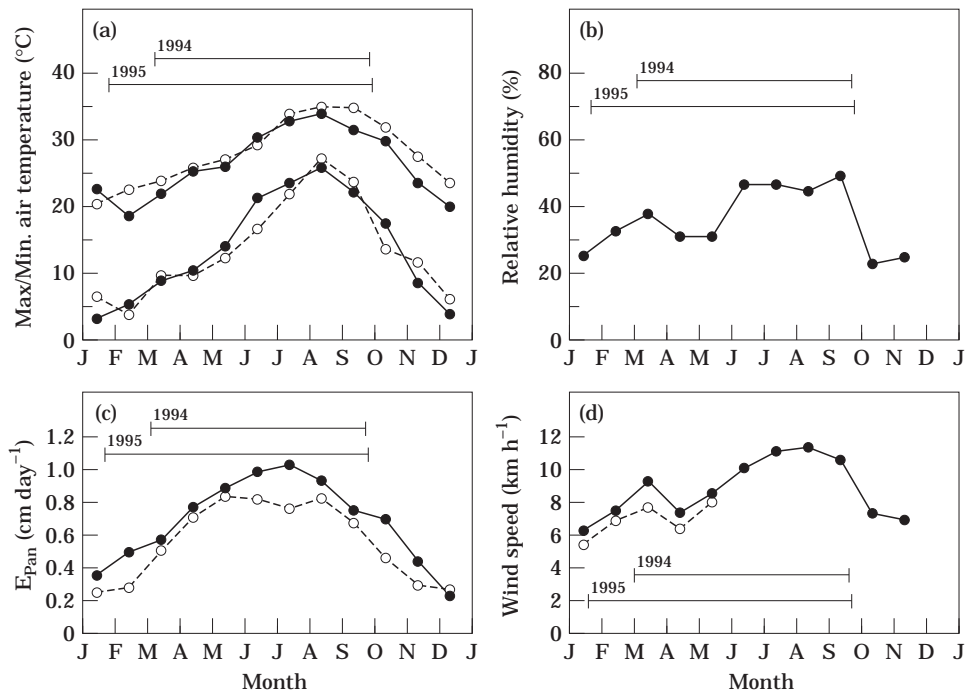 (a)
1994
1995
Max/Min. air temperature (°C)
40
30
20
10
0
J F M A M J J A S O N D J
(b)
1994
1995
Relative humidity (%)
80
60
40
20
0
J F M A M J J A S O N D J
(c)
1994
1995
E_Pan (cm day⁻¹)
1.2
1.0
0.8
0.6
0.4
0.2
0
J F M A M J J A S O N D J
Month
(d)
Wind speed (km h⁻¹)
12
10
8
6
4
2
0
1994
1995
J F M A M J J A S O N D J
Month